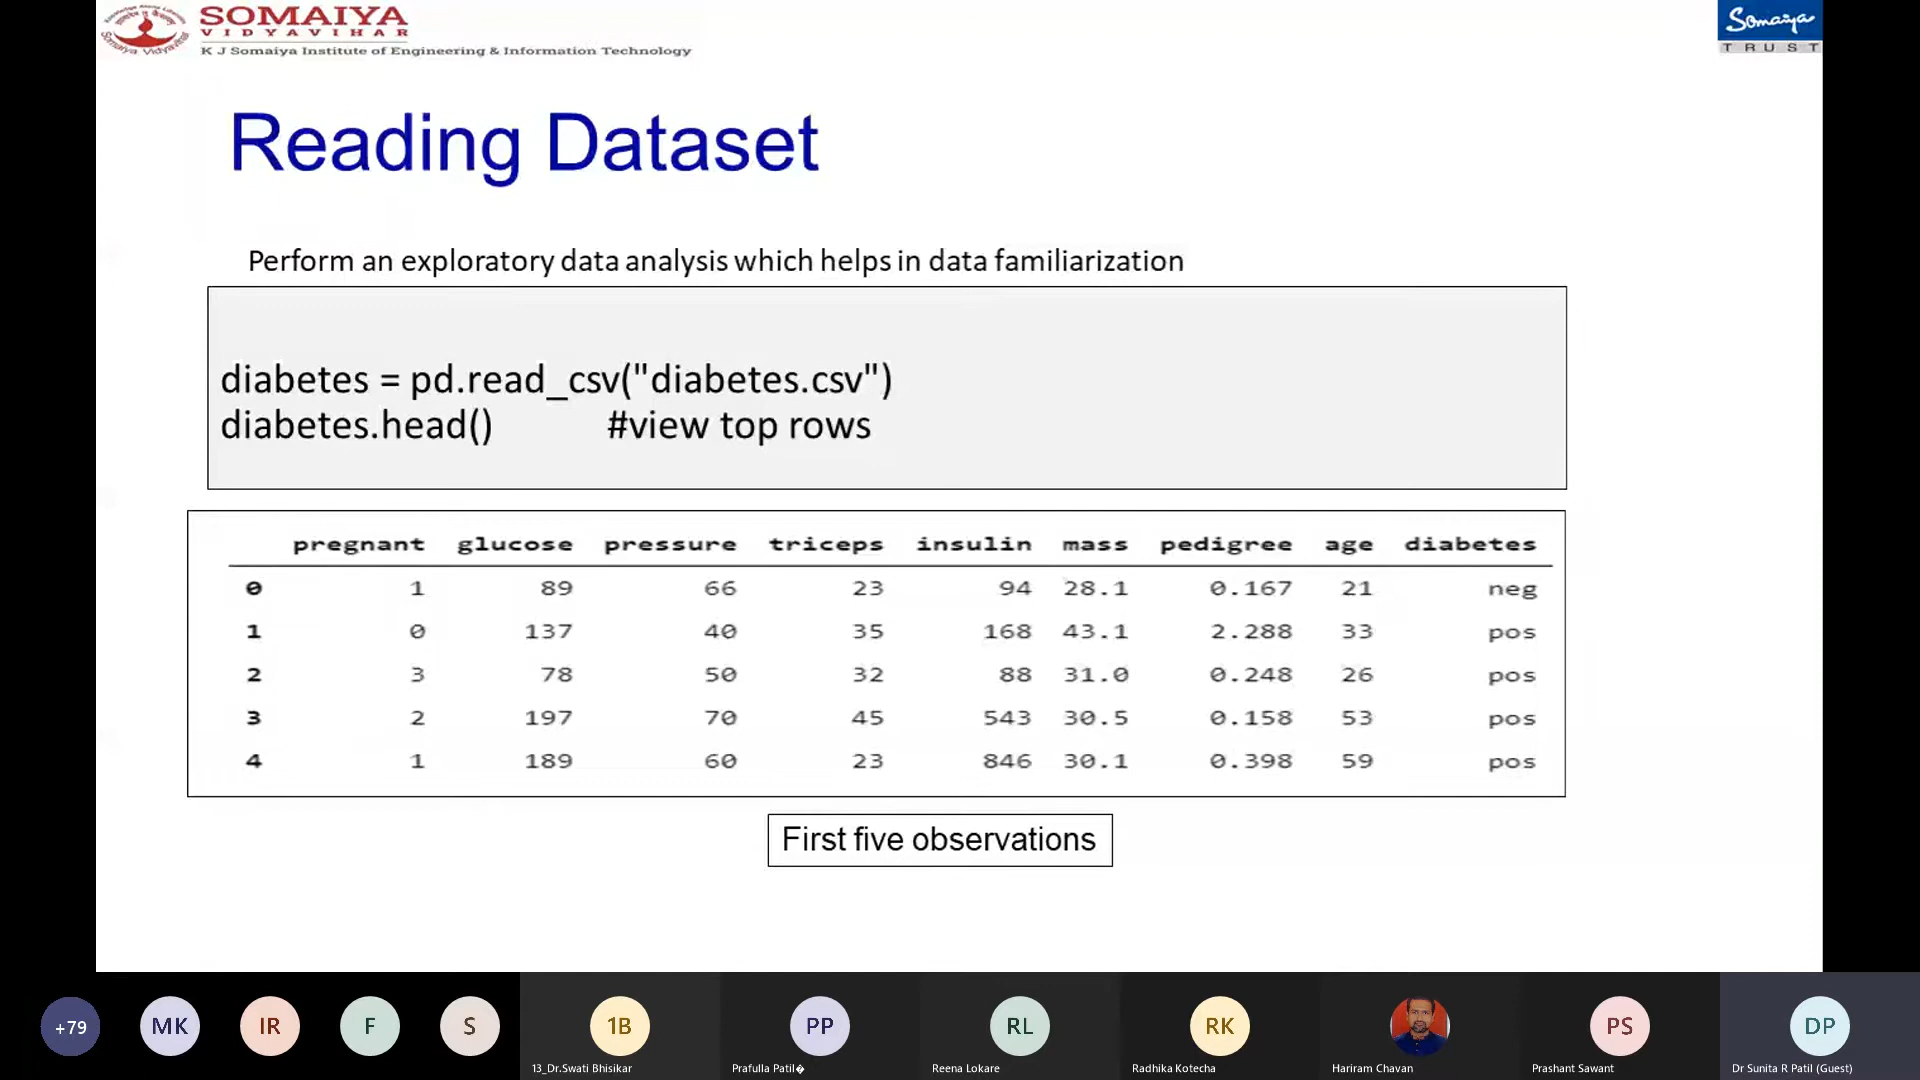 SOMAIYA
VIDYAVIHAR
K J Somaiya Institute of Engineering & Information Technology
Somaiya
TRUST
Reading Dataset
Perform an exploratory data analysis which helps in data familiarization
diabetes = pd.read_csv("diabetes.csv")
diabetes.head() #view top rows
pregnant glucose pressure triceps insulin mass pedigree age diabetes
0 1 89 66 23 94 28.1 0.167 21 neg
1 0 137 40 35 168 43.1 2.288 33 pos
2 3 78 50 32 88 31.0 0.248 26 pos
3 2 197 70 45 543 30.5 0.158 53 pos
4 1 189 60 23 846 30.1 0.398 59 pos
First five observations
+79 MK IR F S 1B PP RL RK PS DP
13_Dr.Swati Bhisikar Prafulla Patil� Reena Lokare Radhika Kotecha Hariram Chavan Prashant Sawant Dr Sunita R Patil (Guest)